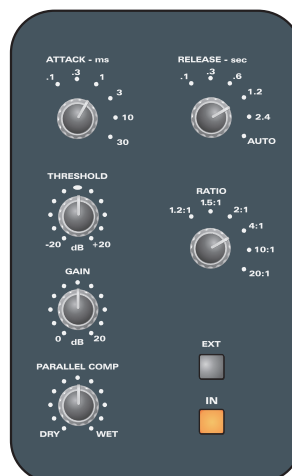 ATTACK - ms
.1 .3 1
3
10
30
RELEASE - sec
.1 .3 .6
1.2
2.4
AUTO
THRESHOLD
-20 dB +20
RATIO
1.2:1 1.5:1 2:1
4:1
10:1
20:1
GAIN
0 dB 20
EXT
PARALLEL COMP
DRY WET
IN